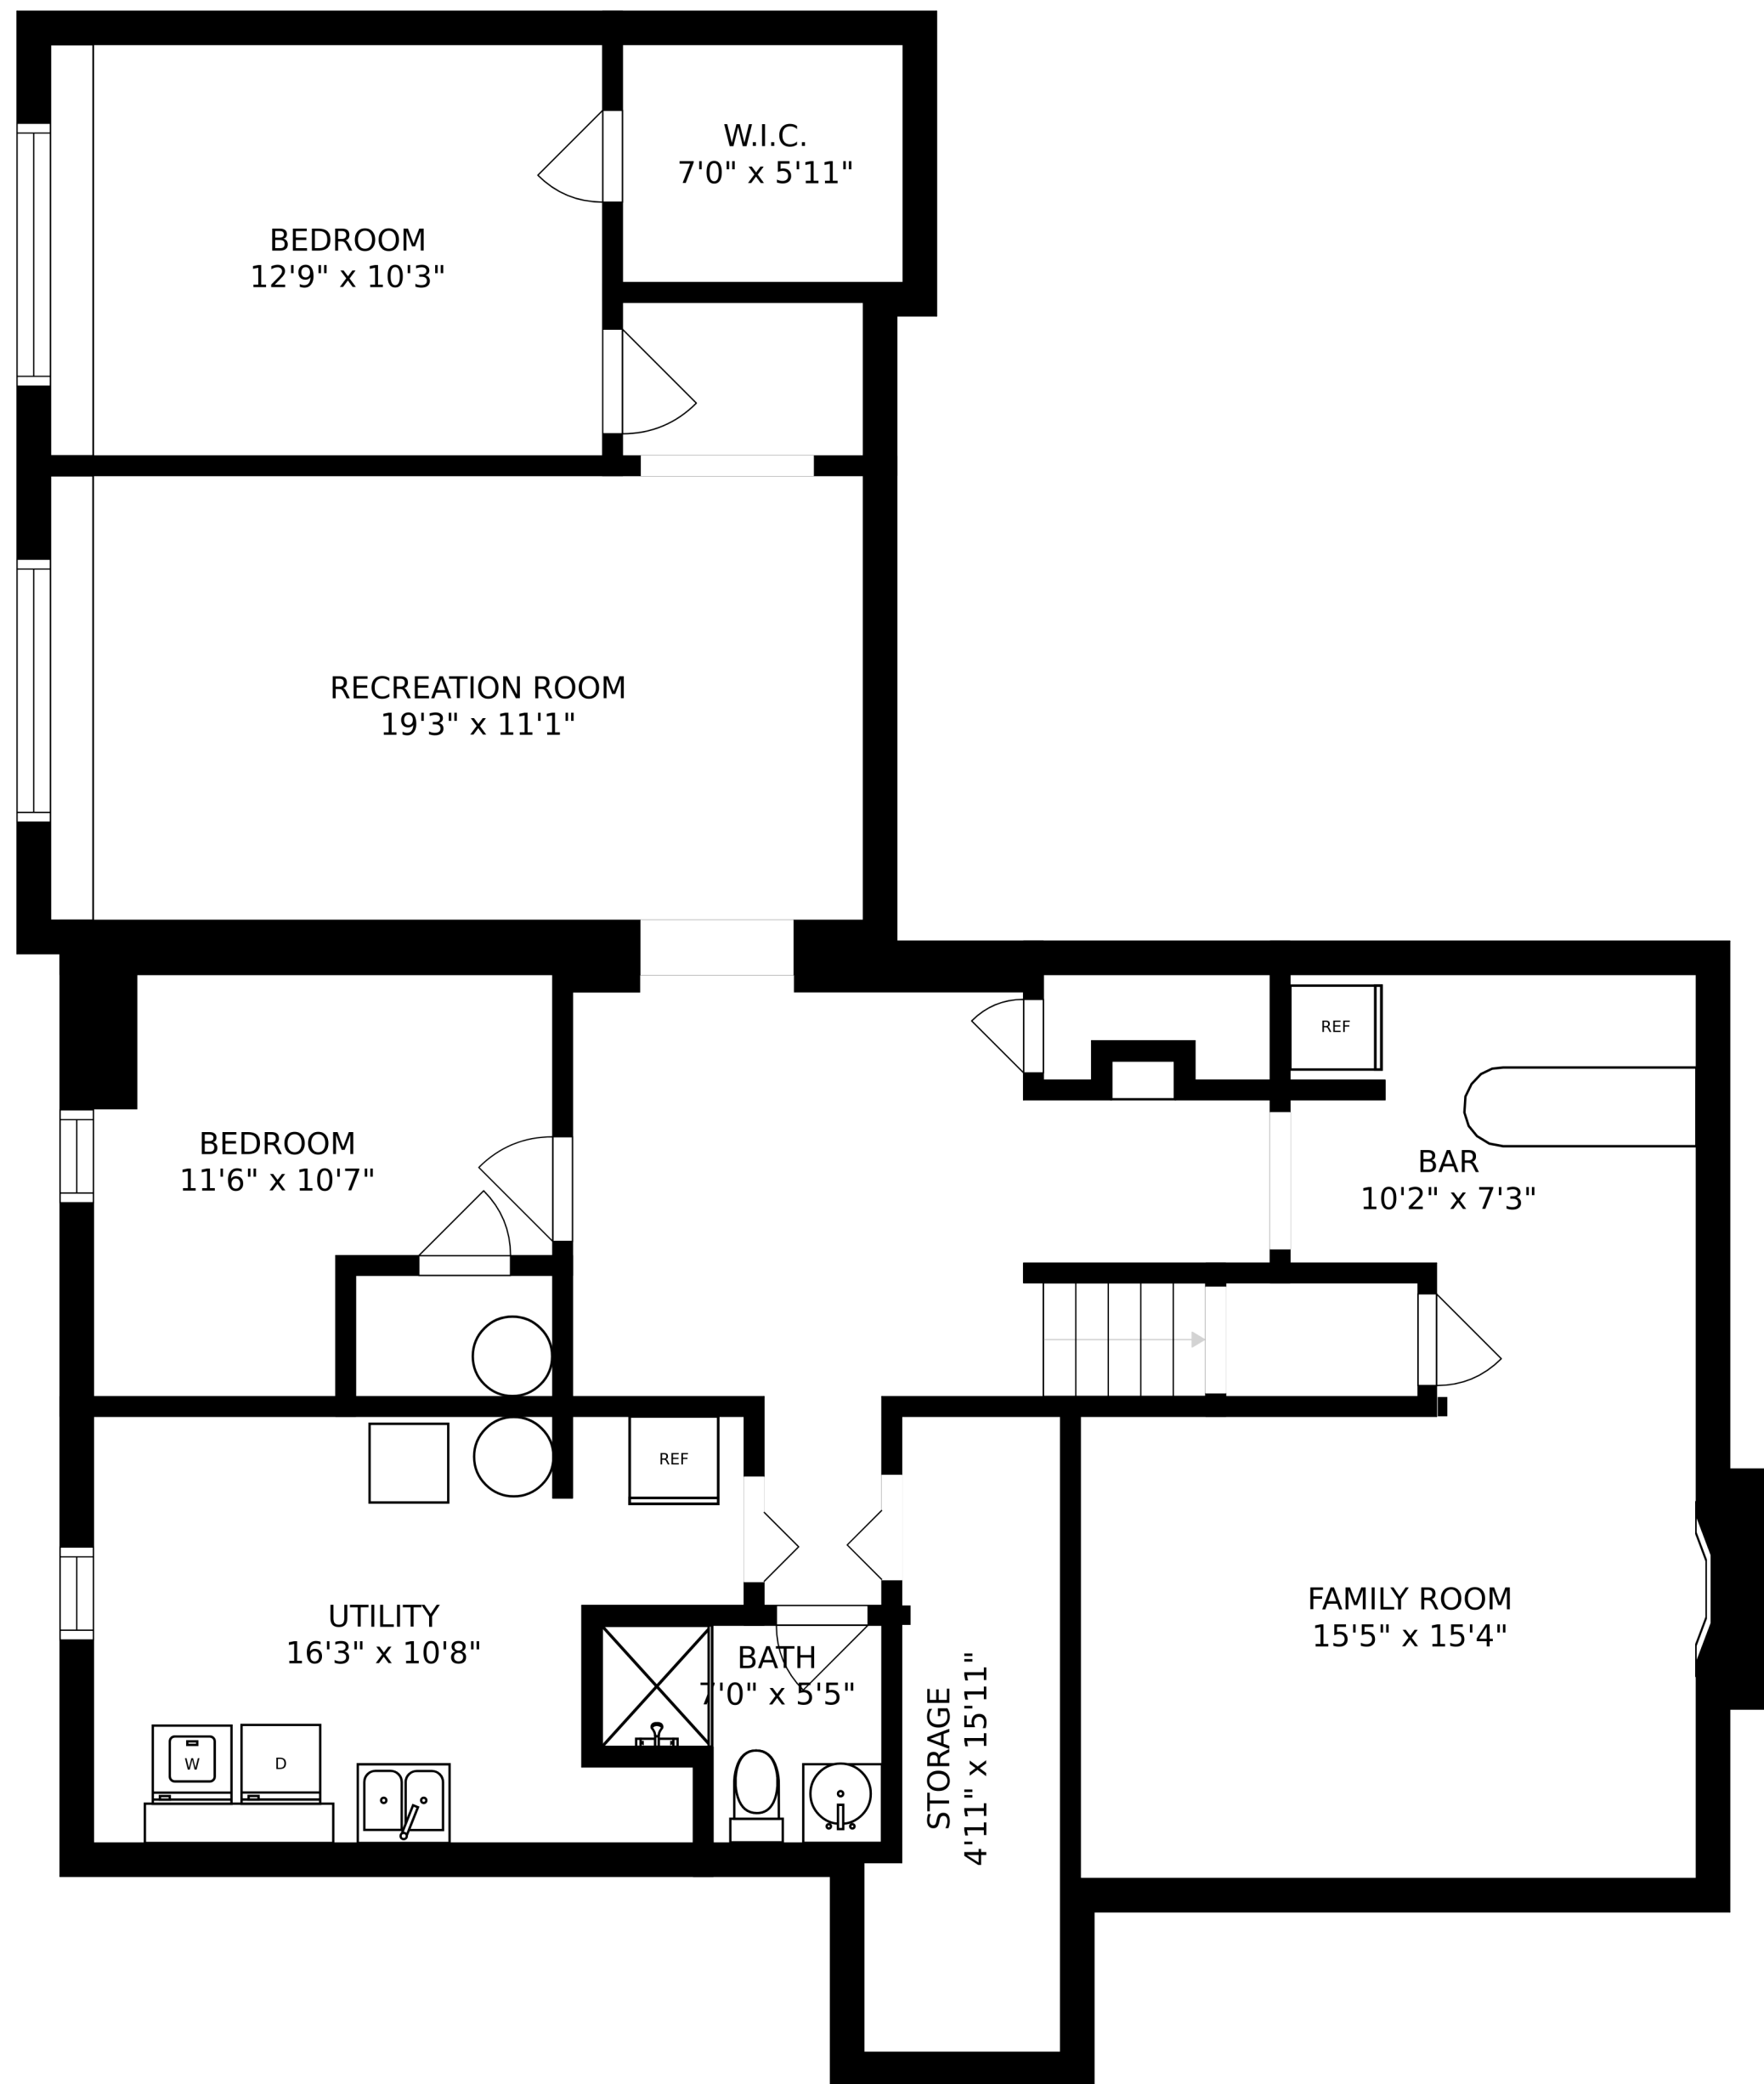 W.I.C.
7'0" x 5'11"
BEDROOM
12'9" x 10'3"
RECREATION ROOM
19'3" x 11'1"
REF
BEDROOM
11'6" x 10'7"
BAR
10'2" x 7'3"
REF
UTILITY
16'3" x 10'8"
FAMILY ROOM
15'5" x 15'4"
BATH
7'0" x 5'5"
STORAGE
4'11" x 15'11"
W
D